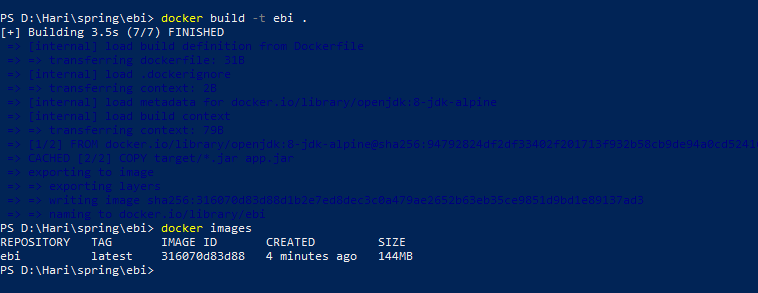 PS D:\Hari\spring\ebi> docker build -t ebi .
[+] Building 3.5s (7/7) FINISHED
=> [internal] load build definition from Dockerfile
=> => transferring dockerfile: 31B
=> [internal] load .dockerignore
=> => transferring context: 2B
=> [internal] load metadata for docker.io/library/openjdk:8-jdk-alpine
=> [internal] load build context
=> => transferring context: 79B
=> [1/2] FROM docker.io/library/openjdk:8-jdk-alpine@sha256:94792824df2df33402f201713f932b58cb9de94a0cd5241
=> CACHED [2/2] COPY target/*.jar app.jar
=> exporting to image
=> => exporting layers
=> => writing image sha256:316070d83d88d1b2e7ed8dec3c0a479ae2652b63eb35ce9851d9bd1e89137ad3
=> => naming to docker.io/library/ebi
PS D:\Hari\spring\ebi> docker images
REPOSITORY TAG IMAGE ID CREATED SIZE
ebi latest 316070d83d88 4 minutes ago 144MB
PS D:\Hari\spring\ebi>